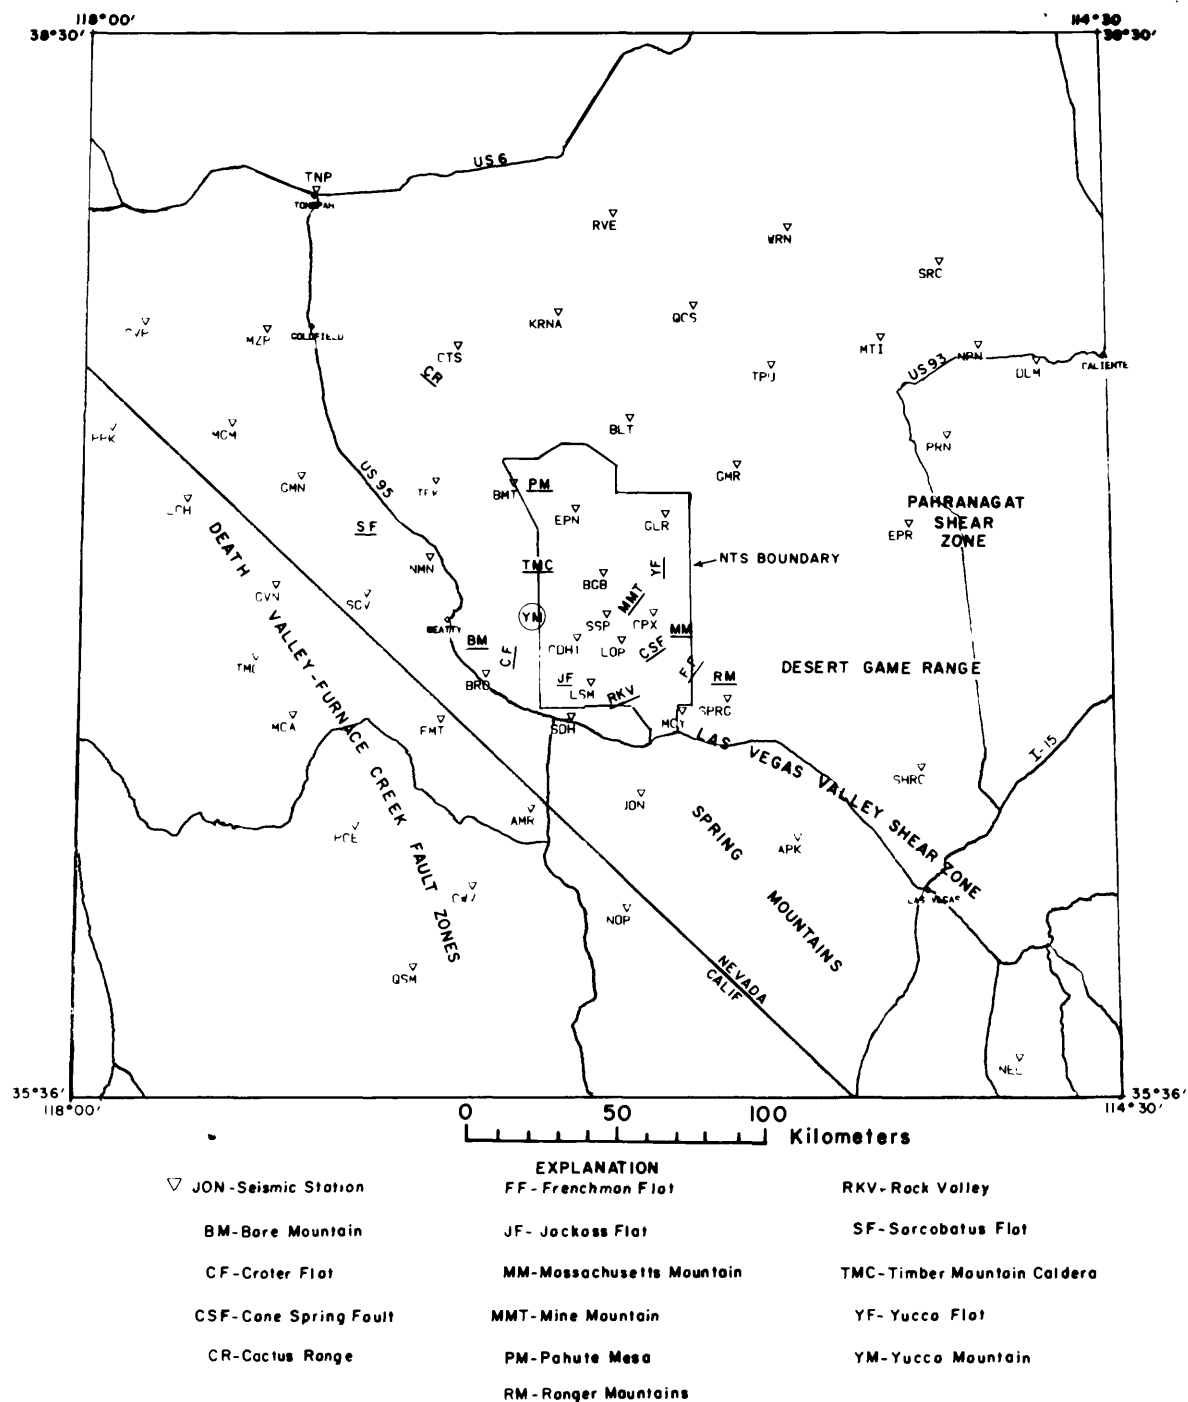 118°00'
114°30
38°30'
38°30'
US 6
TNP
TONOPAH
RVE
WRN
SRC
KRNA
QCS
MZP
GOLDFIELD
CTS
CR
MTI
NPN
US 93
DLM
CALIENTE
TPU
BLT
MCM
PRN
GMR
GMN
US 95
BMT
PM
EPN
GLR
LCH
SF
PAHRANAGAT
SHEAR
ZONE
EPR
NTS BOUNDARY
NMN
TMC
YF
BGB
MMT
GVN
SGV
YM
SSP
CPX
BEATTY
BM
CF
CDH1
LOP
CSF
MM
FF
RM
DESERT GAME RANGE
DEATH VALLEY-FURNACE CREEK FAULT ZONES
BRO
JF
LSM
RKV
SPRG
MCA
FMT
SDH
MCY
LAS VEGAS VALLEY SHEAR ZONE
I-15
SHRG
JON
SPRING
MOUNTAINS
AMR
APK
LAS VEGAS
NOP
QSM
NEVADA
CALIF
NEL
35°36'
35°36'
118°00'
114°30'
0 50 100
Kilometers
EXPLANATION
JON-Seismic Station
FF-Frenchman Flat
RKV-Rock Valley
BM-Bare Mountain
JF-Jackass Flat
SF-Sarcobatus Flat
CF-Crater Flat
MM-Massachusetts Mountain
TMC-Timber Mountain Caldera
CSF-Cane Spring Fault
MMT-Mine Mountain
YF-Yucca Flat
CR-Cactus Range
PM-Pahute Mesa
YM-Yucca Mountain
RM-Ranger Mountains